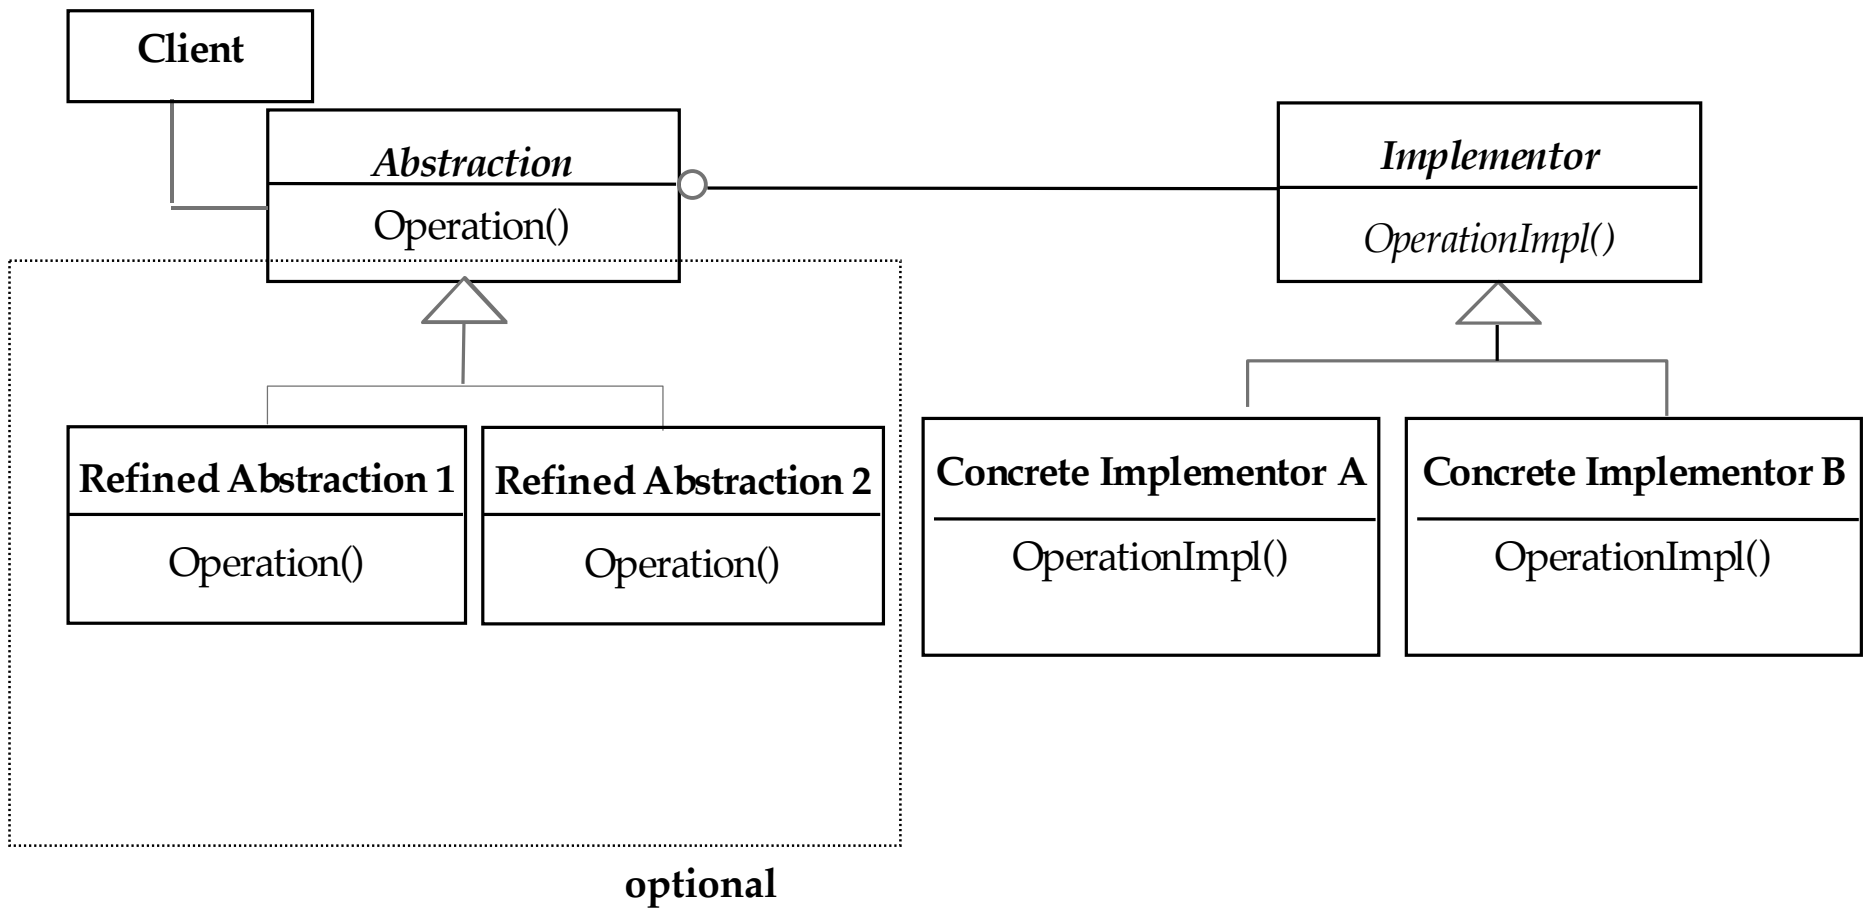 Client
Abstraction
Operation()
Implementor
OperationImpl()
Refined Abstraction 1
Operation()
Refined Abstraction 2
Operation()
Concrete Implementor A
OperationImpl()
Concrete Implementor B
OperationImpl()
optional